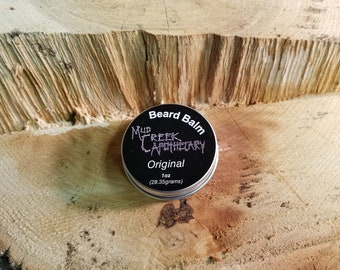 Beard Balm
Mud
Creek
Apothecary
Original
1oz
(28.35grams)